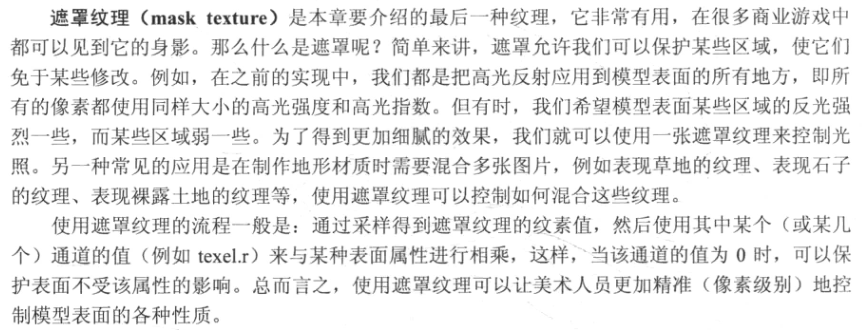 遮罩纹理（mask texture）是本章要介绍的最后一种纹理，它非常有用，在很多商业游戏中
都可以见到它的身影。那么什么是遮罩呢？简单来讲，遮罩允许我们可以保护某些区域，使它们
免于某些修改。例如，在之前的实现中，我们都是把高光反射应用到模型表面的所有地方，即所
有的像素都使用同样大小的高光强度和高光指数。但有时，我们希望模型表面某些区域的反光强
烈一些，而某些区域弱一些。为了得到更加细腻的效果，我们就可以使用一张遮罩纹理来控制光
照。另一种常见的应用是在制作地形材质时需要混合多张图片，例如表现草地的纹理、表现石子
的纹理、表现裸露土地的纹理等，使用遮罩纹理可以控制如何混合这些纹理。
使用遮罩纹理的流程一般是：通过采样得到遮罩纹理的纹素值，然后使用其中某个（或某几
个）通道的值（例如 texel.r）来与某种表面属性进行相乘，这样，当该通道的值为 0 时，可以保
护表面不受该属性的影响。总而言之，使用遮罩纹理可以让美术人员更加精准（像素级别）地控
制模型表面的各种性质。